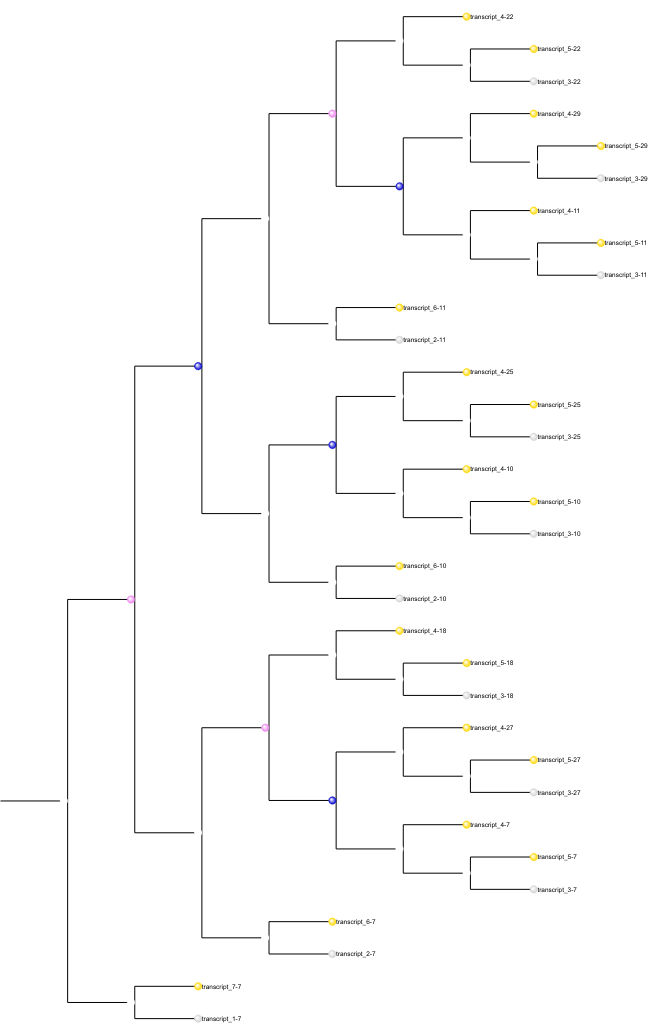 transcript_4-22
transcript_5-22
transcript_3-22
transcript_4-29
transcript_5-29
transcript_3-29
transcript_4-11
transcript_5-11
transcript_3-11
transcript_6-11
transcript_2-11
transcript_4-25
transcript_5-25
transcript_3-25
transcript_4-10
transcript_5-10
transcript_3-10
transcript_6-10
transcript_2-10
transcript_4-18
transcript_5-18
transcript_3-18
transcript_4-27
transcript_5-27
transcript_3-27
transcript_4-7
transcript_5-7
transcript_3-7
transcript_6-7
transcript_2-7
transcript_7-7
transcript_1-7